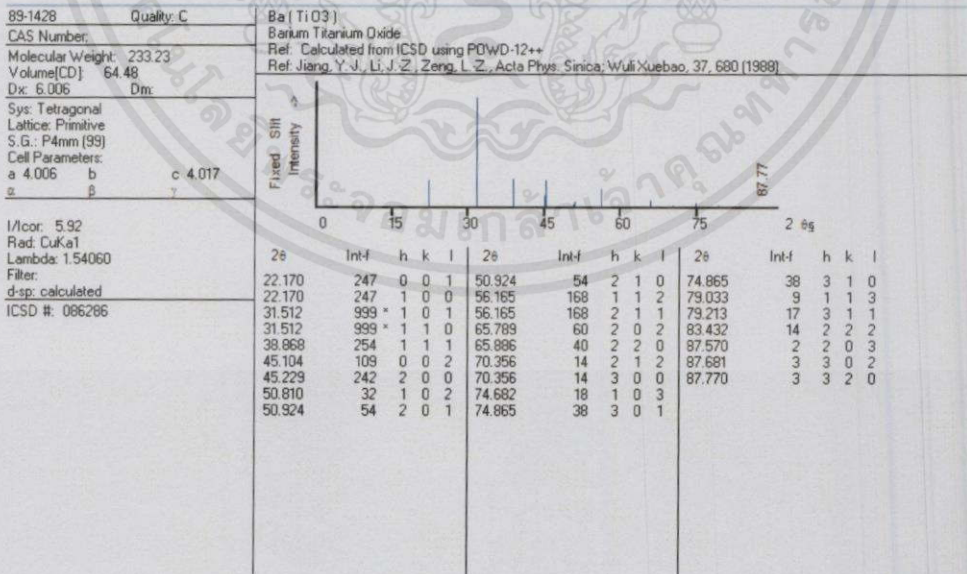 89-1428 Quality: C
CAS Number:
Molecular Weight: 233.23
Volume[CD]: 64.48
Dx: 6.006 Dm:
Sys: Tetragonal
Lattice: Primitive
S.G.: P4mm (99)
Cell Parameters:
a 4.006 b c 4.017
α β γ
I/Icor: 5.92
Rad: CuKa1
Lambda: 1.54060
Filter:
d-sp: calculated
ICSD #: 086286
Ba ( Ti O3 )
Barium Titanium Oxide
Ref: Calculated from ICSD using POWD-12++
Ref: Jiang, Y. J., Li, J. Z., Zeng, L. Z., Acta Phys. Sinica; Wuli Xuebao, 37, 680 (1988)
Fixed Slit
Intensity
87.77
0 15 30 45 60 75 2 θ
2θ Int-f h k l
22.170 247 0 0 1
22.170 247 1 0 0
31.512 999 * 1 0 1
31.512 999 * 1 1 0
38.868 254 1 1 1
45.104 109 0 0 2
45.229 242 2 0 0
50.810 32 1 0 2
50.924 54 2 0 1
2θ Int-f h k l
50.924 54 2 1 0
56.165 168 1 1 2
56.165 168 2 1 1
65.789 60 2 0 2
65.886 40 2 2 0
70.356 14 2 1 2
70.356 14 3 0 0
74.682 18 1 0 3
74.865 38 3 0 1
2θ Int-f h k l
74.865 38 3 1 0
79.033 9 1 1 3
79.213 17 3 1 1
83.432 14 2 2 2
87.570 2 2 0 3
87.681 3 3 0 2
87.770 3 3 2 0